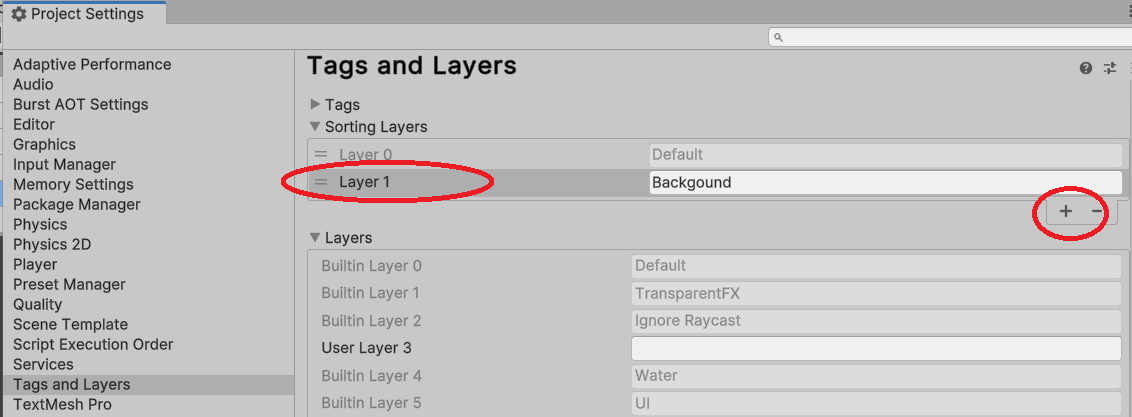 Project Settings
Tags and Layers
Adaptive Performance
Audio
Burst AOT Settings
Editor
Graphics
Input Manager
Memory Settings
Package Manager
Physics
Physics 2D
Player
Preset Manager
Quality
Scene Template
Script Execution Order
Services
Tags and Layers
TextMesh Pro
Tags
Sorting Layers
Layer 0 Default
Layer 1 Backgound
Layers
Builtin Layer 0 Default
Builtin Layer 1 TransparentFX
Builtin Layer 2 Ignore Raycast
User Layer 3
Builtin Layer 4 Water
Builtin Layer 5 UI